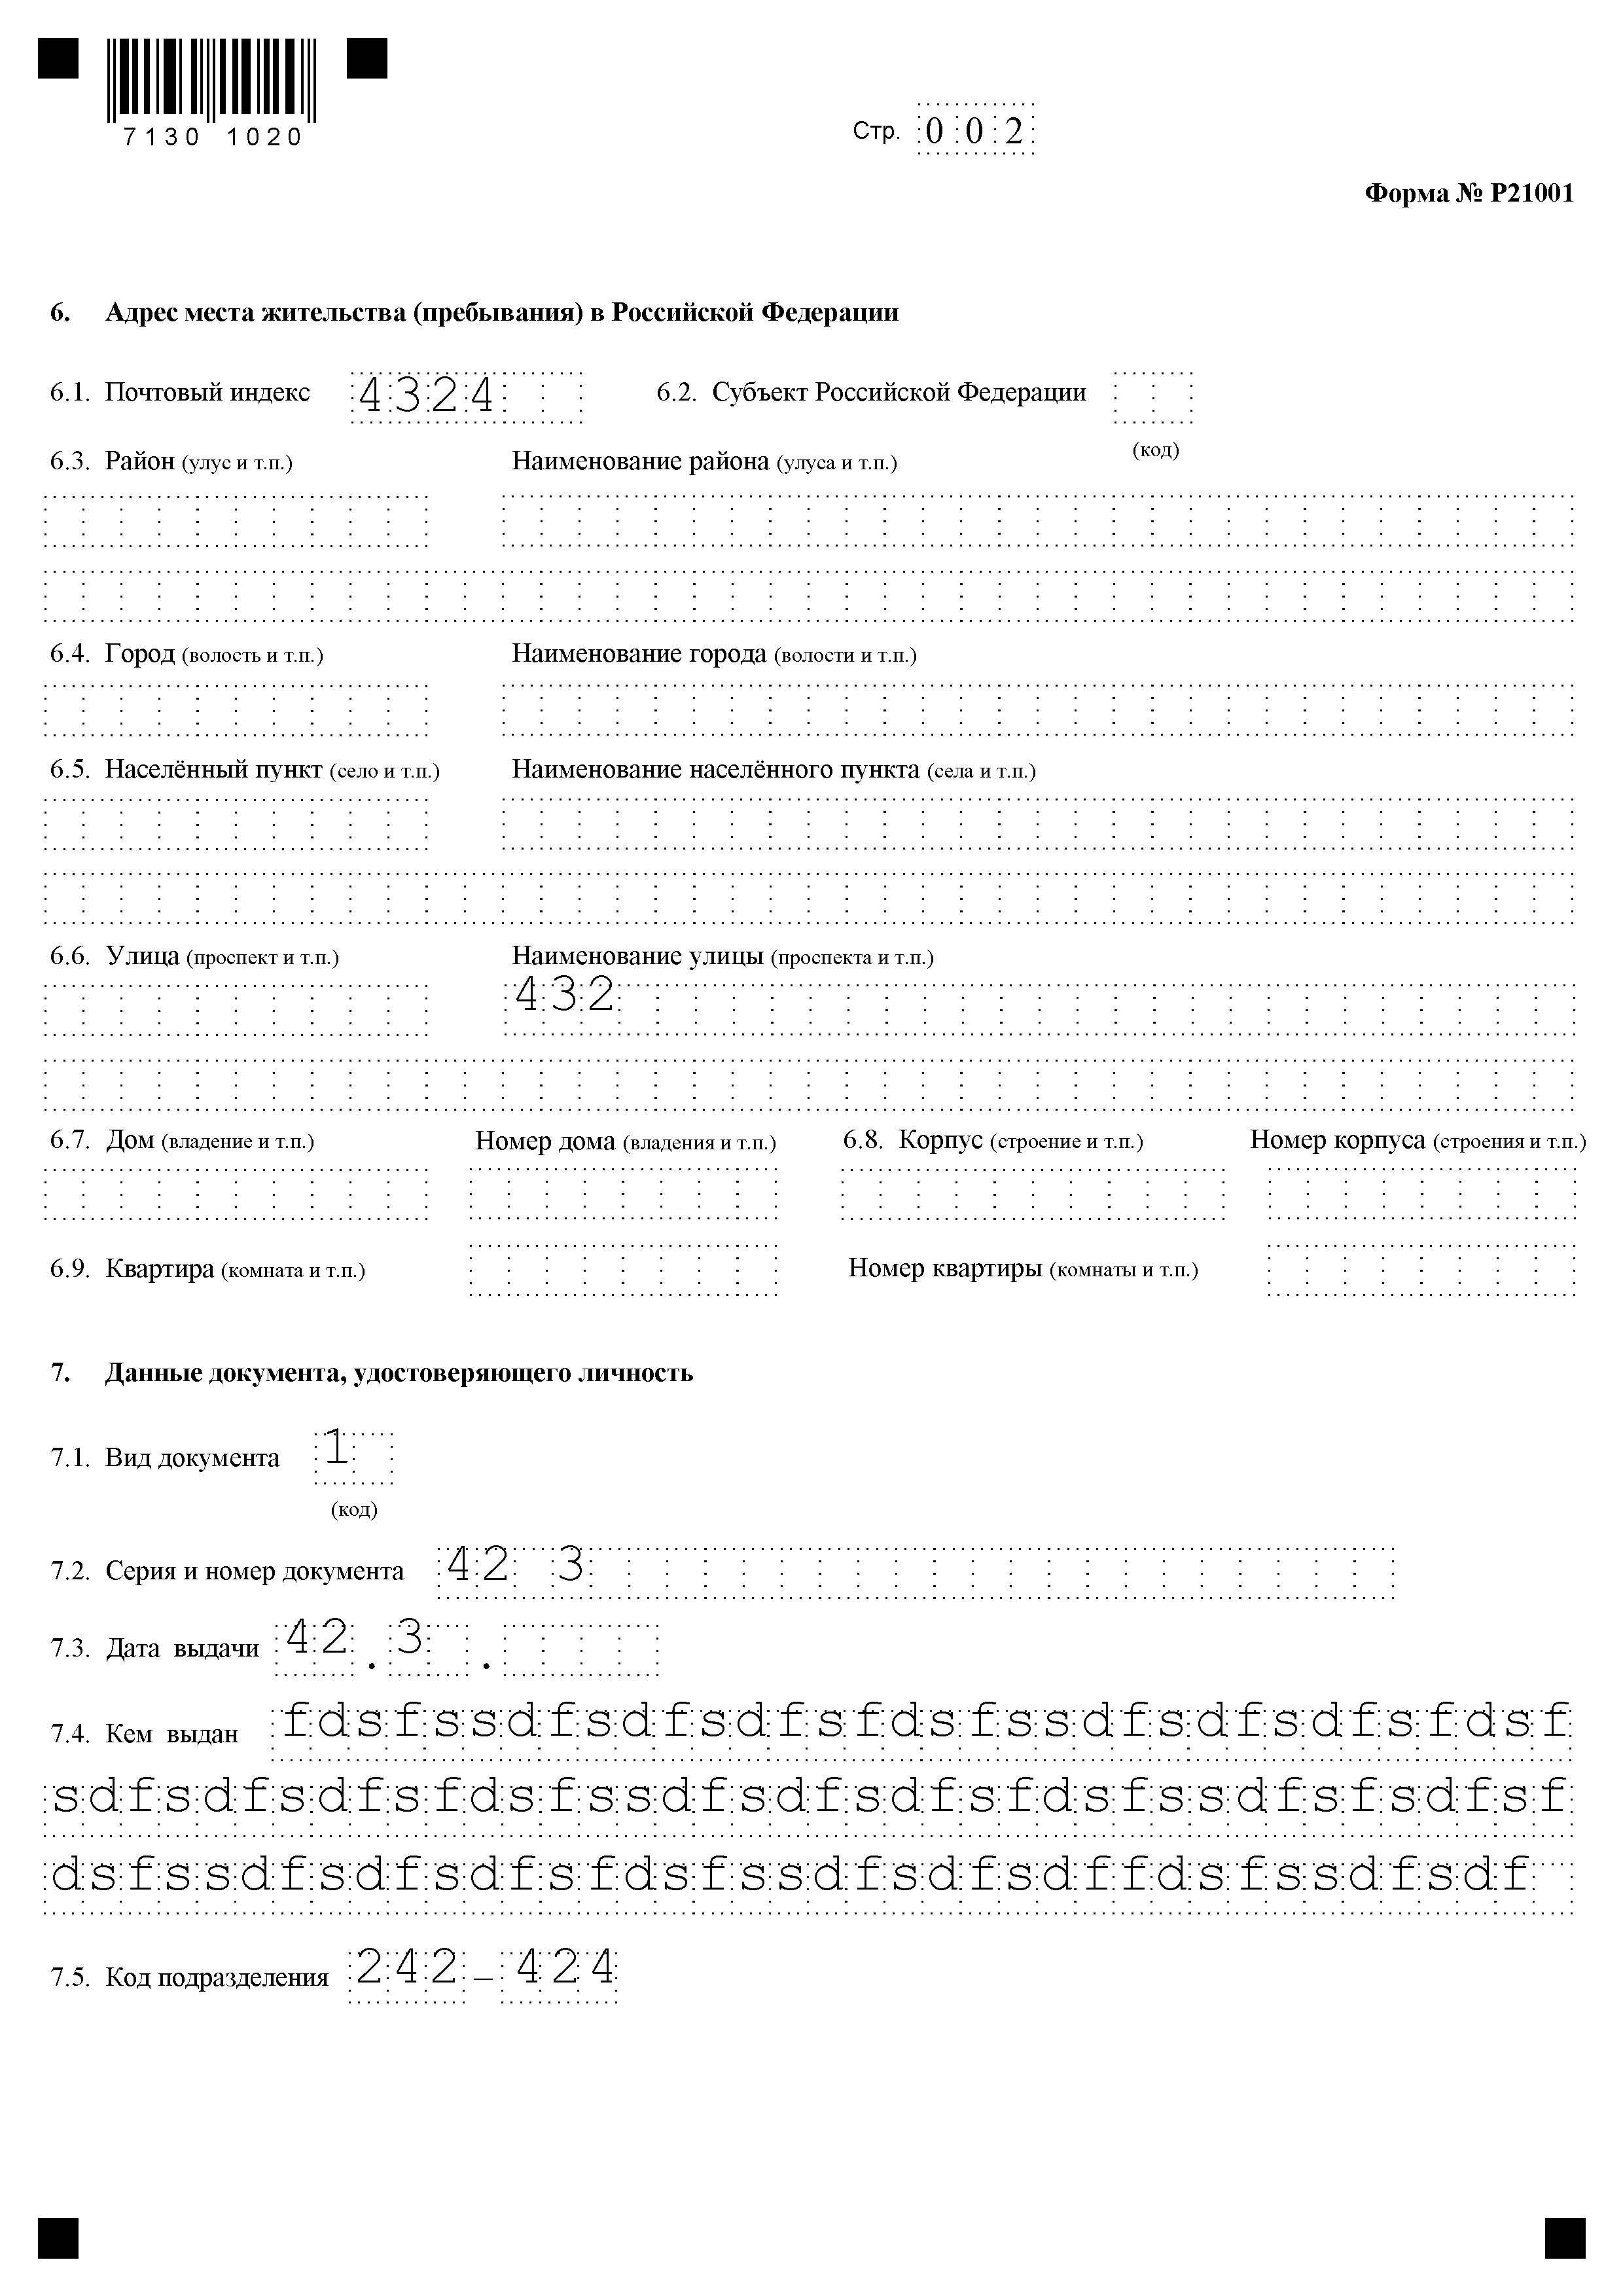 7130 1020
Стр. 002
Форма № Р21001
6. Адрес места жительства (пребывания) в Российской Федерации
6.1. Почтовый индекс 4324 6.2. Субъект Российской Федерации
(код)
6.3. Район (улус и т.п.) Наименование района (улуса и т.п.)
6.4. Город (волость и т.п.) Наименование города (волости и т.п.)
6.5. Населённый пункт (село и т.п.) Наименование населённого пункта (села и т.п.)
6.6. Улица (проспект и т.п.) Наименование улицы (проспекта и т.п.)
432
6.7. Дом (владение и т.п.) Номер дома (владения и т.п.) 6.8. Корпус (строение и т.п.) Номер корпуса (строения и т.п.)
6.9. Квартира (комната и т.п.) Номер квартиры (комнаты и т.п.)
7. Данные документа, удостоверяющего личность
7.1. Вид документа 1
(код)
7.2. Серия и номер документа 42 3
7.3. Дата выдачи 42.3 .
7.4. Кем выдан fdsfssdfsdfsdfsfdsfssdfsdfsdfsfdsf
sdfsdfsdfsfdsfssdfsdfsdfsfdsfssdfsfsdfsf
dsfssdfsdfsdfsfdsfssdfsdfsdffdsfssdfsdf
7.5. Код подразделения 242–424